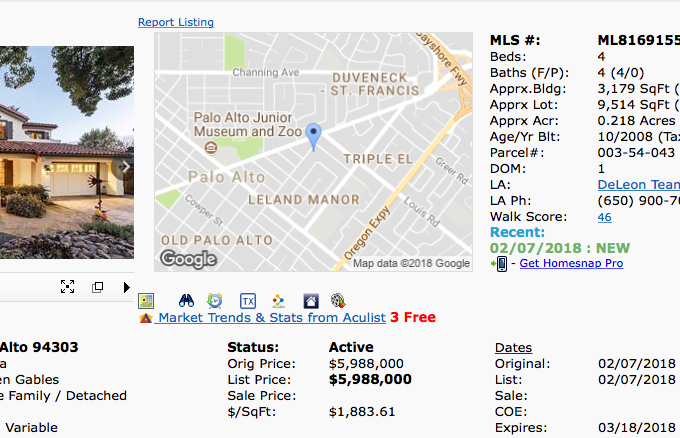 Report Listing
Channing Ave
Bayshore Fwy
DUVENECK
- ST. FRANCIS
Palo Alto Junior
Museum and Zoo
TRIPLE EL
Greer Rd
Palo Alto
LELAND MANOR
Cowper St
Louis Rd
OLD PALO ALTO
Oregon Expy
Google
Map data ©2018 Google
MLS #: ML8169155
Beds: 4
Baths (F/P): 4 (4/0)
Apprx.Bldg: 3,179 SqFt (
Apprx Lot: 9,514 SqFt (
Apprx Acr: 0.218 Acres
Age/Yr Blt: 10/2008 (Tax
Parcel#: 003-54-043
DOM: 1
LA: DeLeon Team
LA Ph: (650) 900-70
Walk Score: 46
Recent:
02/07/2018 : NEW
- Get Homesnap Pro
TX
Market Trends & Stats from Aculist 3 Free
Alto 94303
a
en Gables
e Family / Detached
Variable
Status: Active
Orig Price: $5,988,000
List Price: $5,988,000
Sale Price:
$/SqFt: $1,883.61
Dates
Original: 02/07/2018
List: 02/07/2018
Sale:
COE:
Expires: 03/18/2018